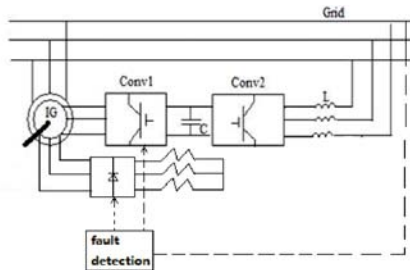 Grid
Conv1
Conv2
L
IG
C
fault
detection